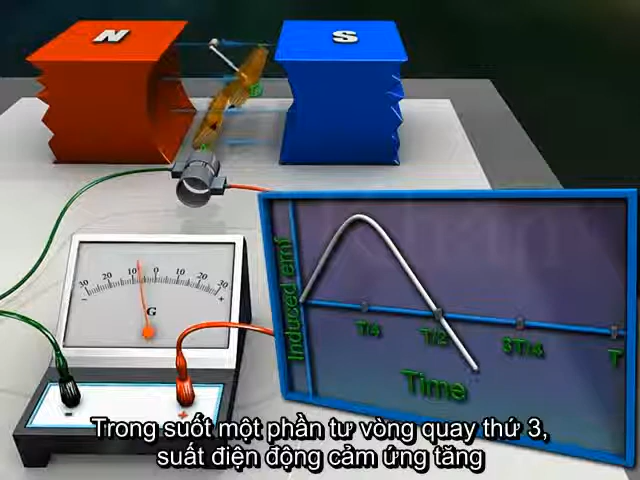 N
S
30 20 10 0 10 20 30
- +
G
- +
Induced emf
T/4
T/2
3T/4
T
Time
Trong suốt một phần tư vòng quay thứ 3,
suất điện động cảm ứng tăng